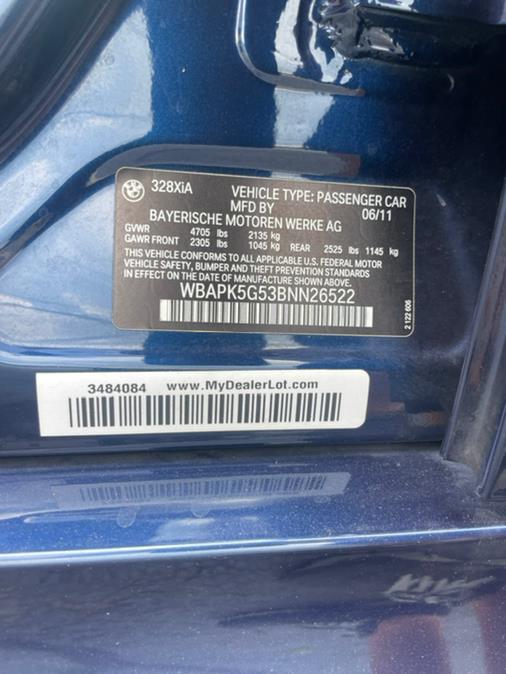 328XiA VEHICLE TYPE: PASSENGER CAR
MFD BY 06/11
BAYERISCHE MOTOREN WERKE AG
GVWR 4705 lbs 2135 kg
GAWR FRONT 2305 lbs 1045 kg REAR 2525 lbs 1145 kg
THIS VEHICLE CONFORMS TO ALL APPLICABLE U.S. FEDERAL MOTOR
VEHICLE SAFETY, BUMPER, AND THEFT PREVENTION STANDARDS
IN EFFECT ON THE DATE OF MANUFACTURE SHOWN ABOVE.
WBAPK5G53BNN26522
2 122 606
3484084 www.MyDealerLot.com